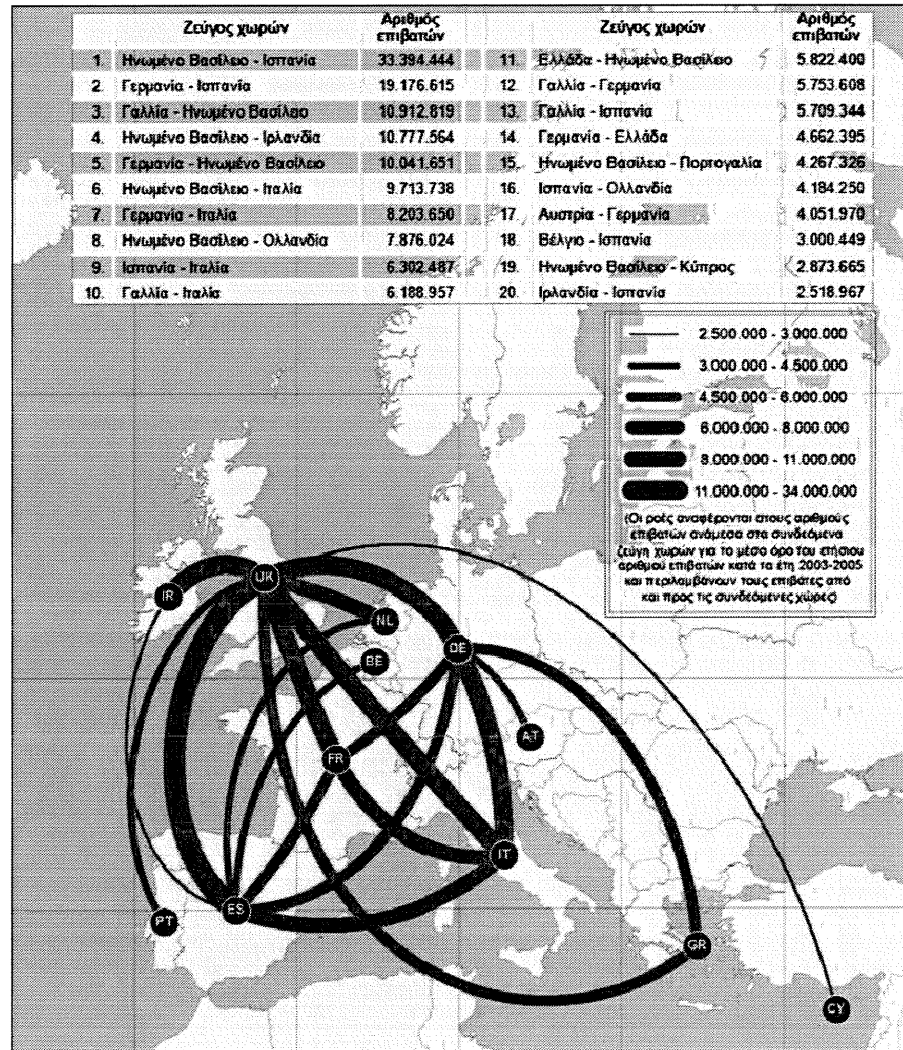 Ζεύγος χωρών Αριθμός επιβατών Ζεύγος χωρών Αριθμός επιβατών
1. Ηνωμένο Βασίλειο - Ισπανία 33.394.444 11. Ελλάδα - Ηνωμένο Βασίλειο 5.822.400
2. Γερμανία - Ισπανία 19.176.615 12. Γαλλία - Γερμανία 5.753.608
3. Γαλλία - Ηνωμένο Βασίλειο 10.912.819 13. Γαλλία - Ισπανία 5.709.344
4. Ηνωμένο Βασίλειο - Ιρλανδία 10.777.564 14. Γερμανία - Ελλάδα 4.662.395
5. Γερμανία - Ηνωμένο Βασίλειο 10.041.651 15. Ηνωμένο Βασίλειο - Πορτογαλία 4.267.326
6. Ηνωμένο Βασίλειο - Ιταλία 9.713.738 16. Ισπανία - Ολλανδία 4.184.250
7. Γερμανία - Ιταλία 8.203.650 17. Αυστρία - Γερμανία 4.051.970
8. Ηνωμένο Βασίλειο - Ολλανδία 7.876.024 18. Βέλγιο - Ισπανία 3.000.449
9. Ισπανία - Ιταλία 6.302.487 19. Ηνωμένο Βασίλειο - Κύπρος 2.873.665
10. Γαλλία - Ιταλία 6.188.957 20. Ιρλανδία - Ισπανία 2.518.967
2.500.000 - 3.000.000
3.000.000 - 4.500.000
4.500.000 - 6.000.000
6.000.000 - 8.000.000
8.000.000 - 11.000.000
11.000.000 - 34.000.000
(Οι ροές αναφέρονται στους αριθμούς
επιβατών ανάμεσα στα συνδεόμενα
ζεύγη χωρών για το μέσο όρο του ετήσιου
αριθμού επιβατών κατά τα έτη 2003-2005
και περιλαμβάνουν τους επιβάτες από
και προς τις συνδεόμενες χώρες)
UK
IR
NL
DE
BE
AT
FR
IT
ES
PT
GR
CY